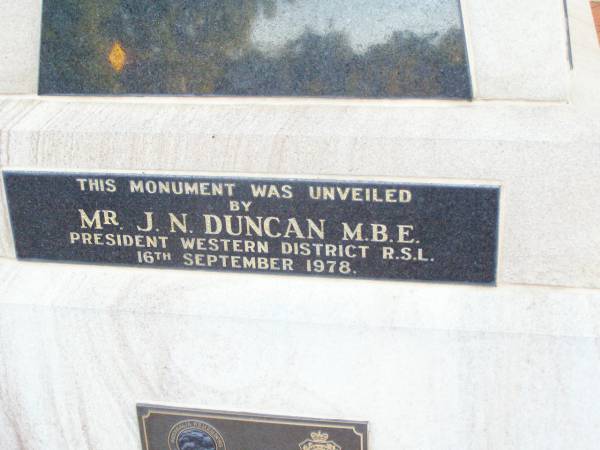 THIS MONUMENT WAS UNVEILED
BY
MR. J. N. DUNCAN M.B.E.
PRESIDENT WESTERN DISTRICT R.S.L.
16TH SEPTEMBER 1978.